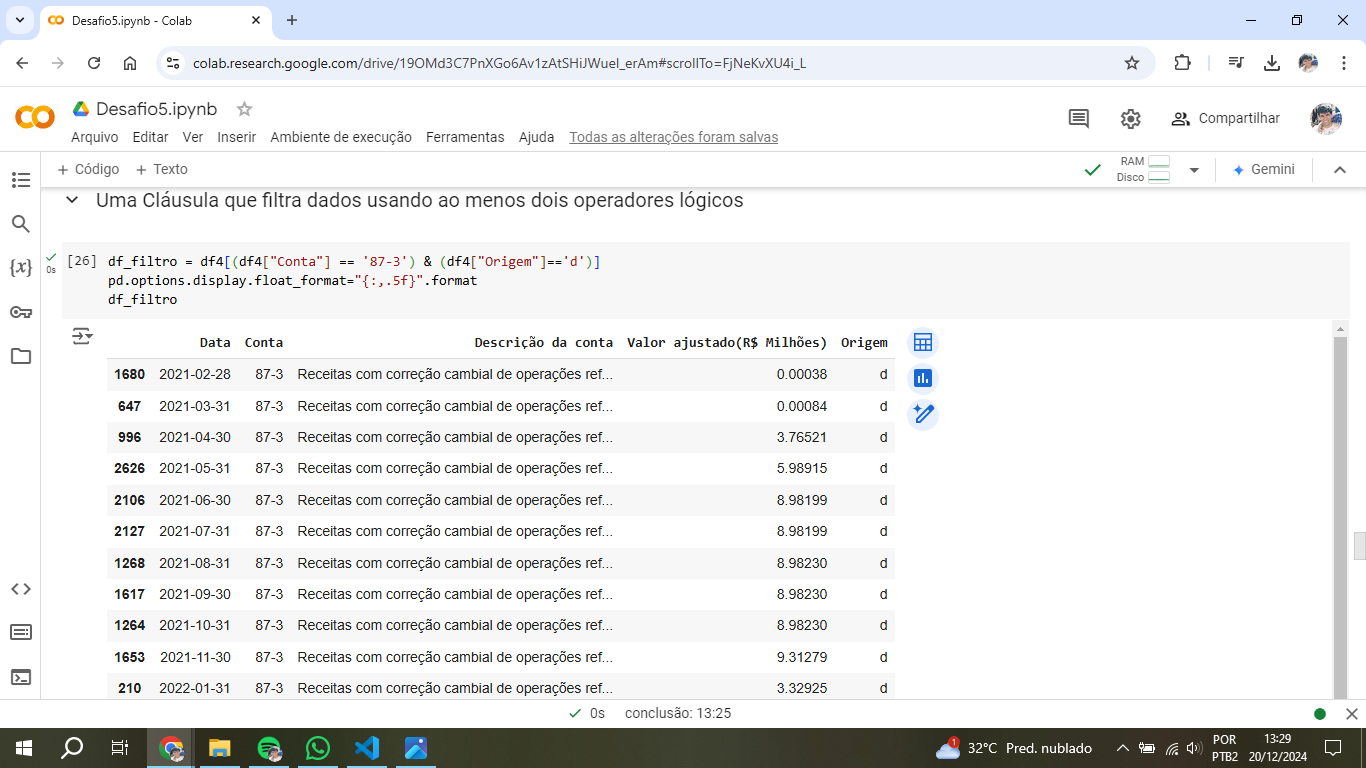 Desafio5.ipynb - Colab
colab.research.google.com/drive/19OMd3C7PnXGo6Av1zAtSHiJWueI_erAm#scrollTo=FjNeKvXU4i_L
Desafio5.ipynb
Arquivo Editar Ver Inserir Ambiente de execução Ferramentas Ajuda Todas as alterações foram salvas
Compartilhar
+ Código + Texto
RAM
Disco
Gemini
Uma Cláusula que filtra dados usando ao menos dois operadores lógicos
0s
[26] df_filtro = df4[(df4["Conta"] == '87-3') & (df4["Origem"]=='d')]
pd.options.display.float_format="{:,.5f}".format
df_filtro
Data Conta Descrição da conta Valor ajustado(R$ Milhões) Origem
1680 2021-02-28 87-3 Receitas com correção cambial de operações ref... 0.00038 d
647 2021-03-31 87-3 Receitas com correção cambial de operações ref... 0.00084 d
996 2021-04-30 87-3 Receitas com correção cambial de operações ref... 3.76521 d
2626 2021-05-31 87-3 Receitas com correção cambial de operações ref... 5.98915 d
2106 2021-06-30 87-3 Receitas com correção cambial de operações ref... 8.98199 d
2127 2021-07-31 87-3 Receitas com correção cambial de operações ref... 8.98199 d
1268 2021-08-31 87-3 Receitas com correção cambial de operações ref... 8.98230 d
1617 2021-09-30 87-3 Receitas com correção cambial de operações ref... 8.98230 d
1264 2021-10-31 87-3 Receitas com correção cambial de operações ref... 8.98230 d
1653 2021-11-30 87-3 Receitas com correção cambial de operações ref... 9.31279 d
210 2022-01-31 87-3 Receitas com correção cambial de operações ref... 3.32925 d
0s conclusão: 13:25
1
32°C Pred. nublado
POR
PTB2
13:29
20/12/2024